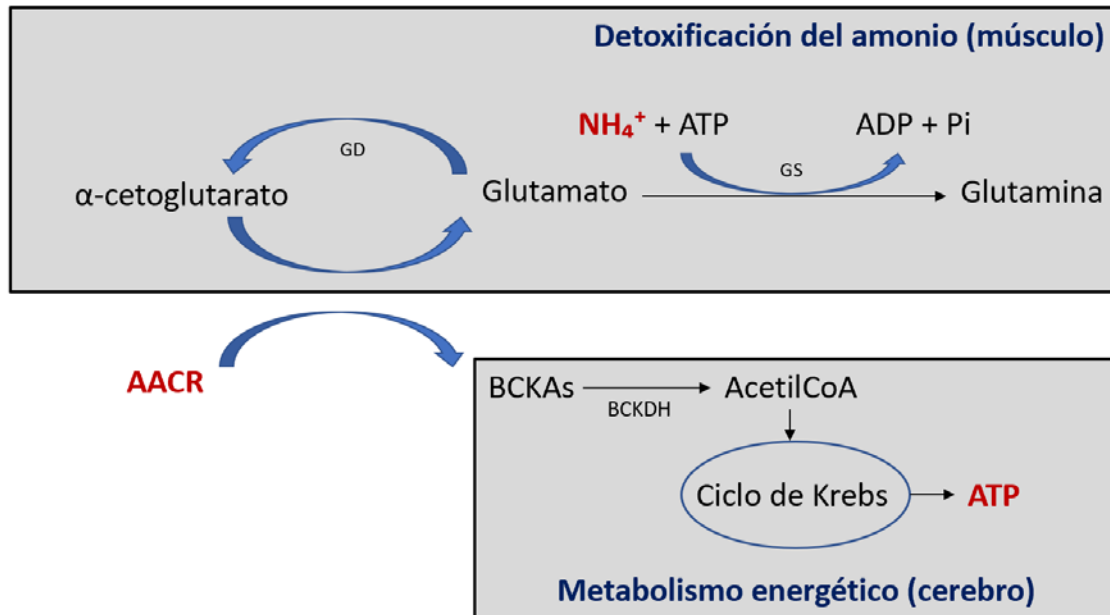 Detoxificación del amonio (músculo)
NH₄⁺ + ATP
ADP + Pi
GD
GS
α-cetoglutarato
Glutamato
Glutamina
AACR
BCKAs
AcetilCoA
BCKDH
Ciclo de Krebs
ATP
Metabolismo energético (cerebro)